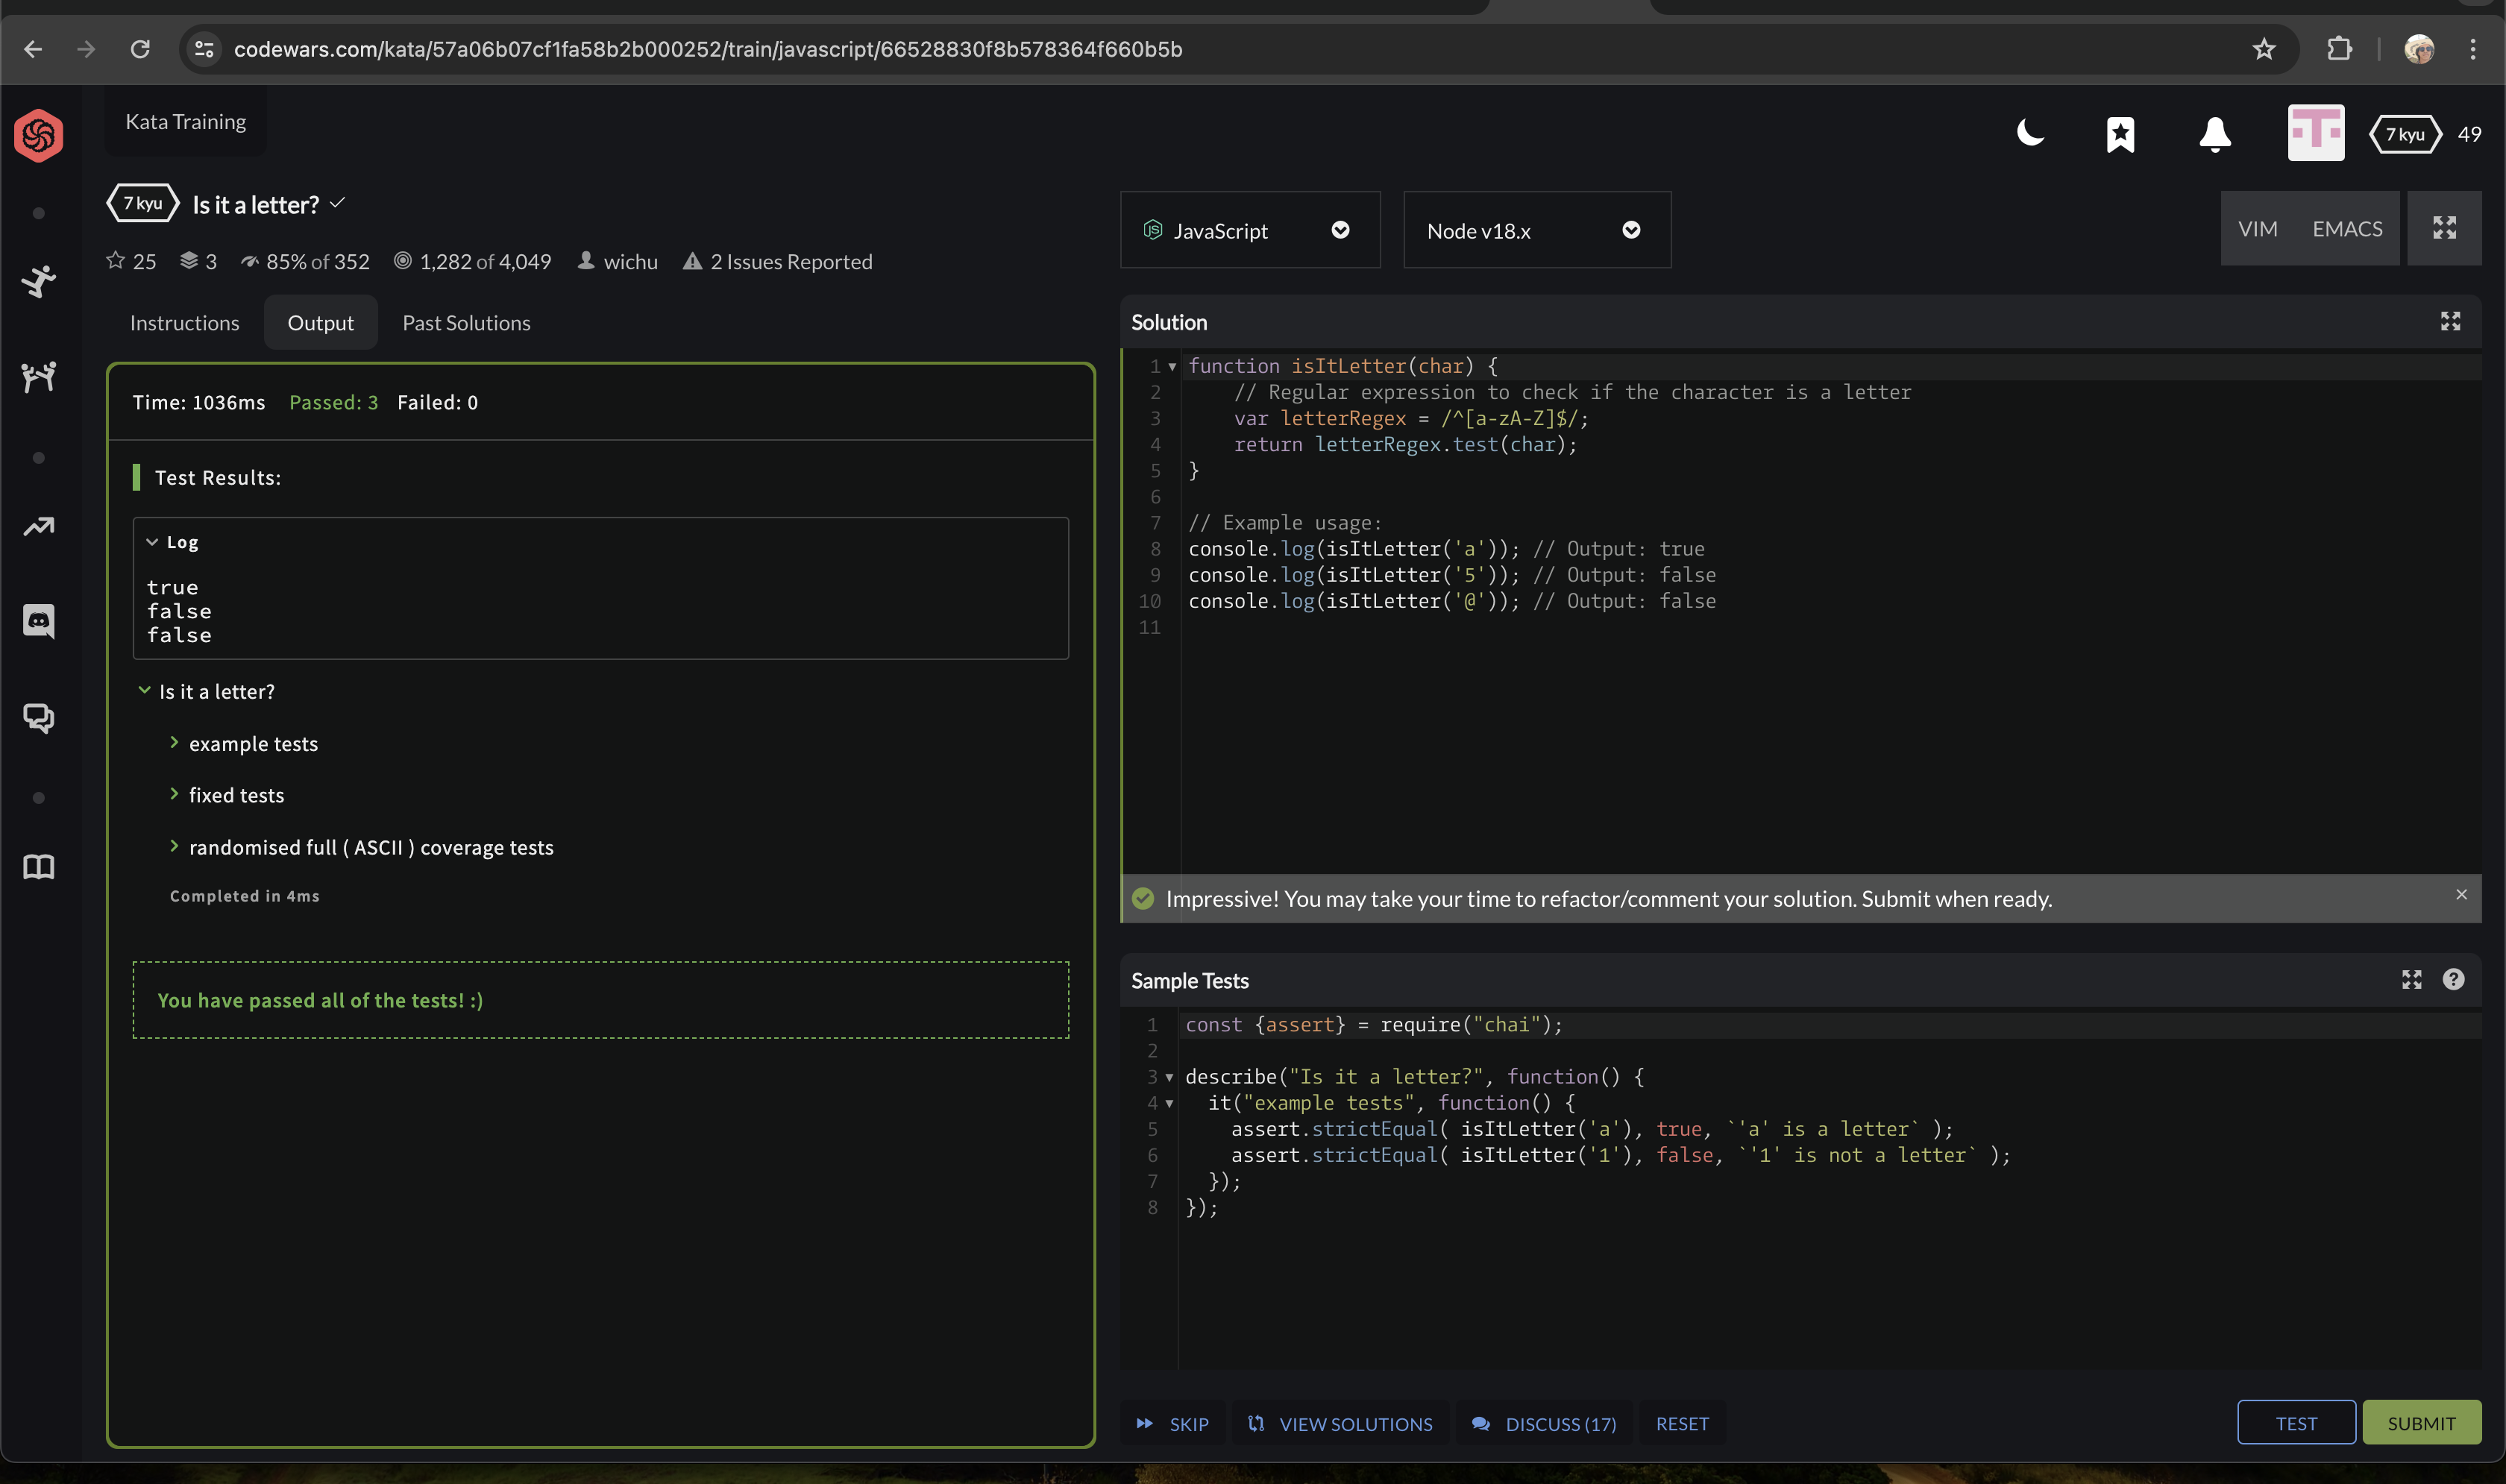 codewars.com/kata/57a06b07cf1fa58b2b000252/train/javascript/66528830f8b578364f660b5b
Kata Training
7 kyu 49
7 kyu Is it a letter?
25 3 85% of 352 1,282 of 4,049 wichu 2 Issues Reported
Instructions Output Past Solutions
Time: 1036ms Passed: 3 Failed: 0
Test Results:
Log
true
false
false
Is it a letter?
example tests
fixed tests
randomised full ( ASCII ) coverage tests
Completed in 4ms
You have passed all of the tests! :)
JavaScript Node v18.x VIM EMACS
Solution
1 function isItLetter(char) {
2 // Regular expression to check if the character is a letter
3 var letterRegex = /^[a-zA-Z]$/;
4 return letterRegex.test(char);
5 }
6
7 // Example usage:
8 console.log(isItLetter('a')); // Output: true
9 console.log(isItLetter('5')); // Output: false
10 console.log(isItLetter('@')); // Output: false
11
Impressive! You may take your time to refactor/comment your solution. Submit when ready.
Sample Tests
1 const {assert} = require("chai");
2
3 describe("Is it a letter?", function() {
4 it("example tests", function() {
5 assert.strictEqual( isItLetter('a'), true, `'a' is a letter` );
6 assert.strictEqual( isItLetter('1'), false, `'1' is not a letter` );
7 });
8 });
SKIP VIEW SOLUTIONS DISCUSS (17) RESET TEST SUBMIT